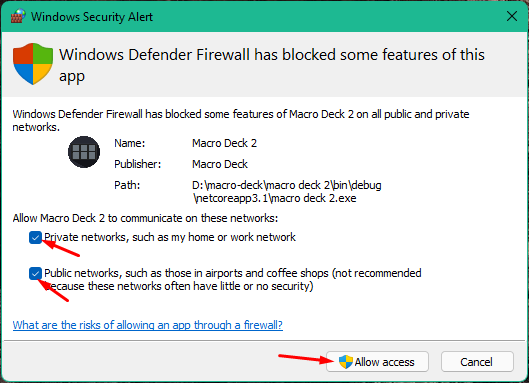 Windows Security Alert
Windows Defender Firewall has blocked some features of this
app
Windows Defender Firewall has blocked some features of Macro Deck 2 on all public and private
networks.
Name: Macro Deck 2
Publisher: Macro Deck
Path: D:\macro-deck\macro deck 2\bin\debug
\netcoreapp3.1\macro deck 2.exe
Allow Macro Deck 2 to communicate on these networks:
Private networks, such as my home or work network
Public networks, such as those in airports and coffee shops (not recommended
because these networks often have little or no security)
What are the risks of allowing an app through a firewall?
Allow access Cancel